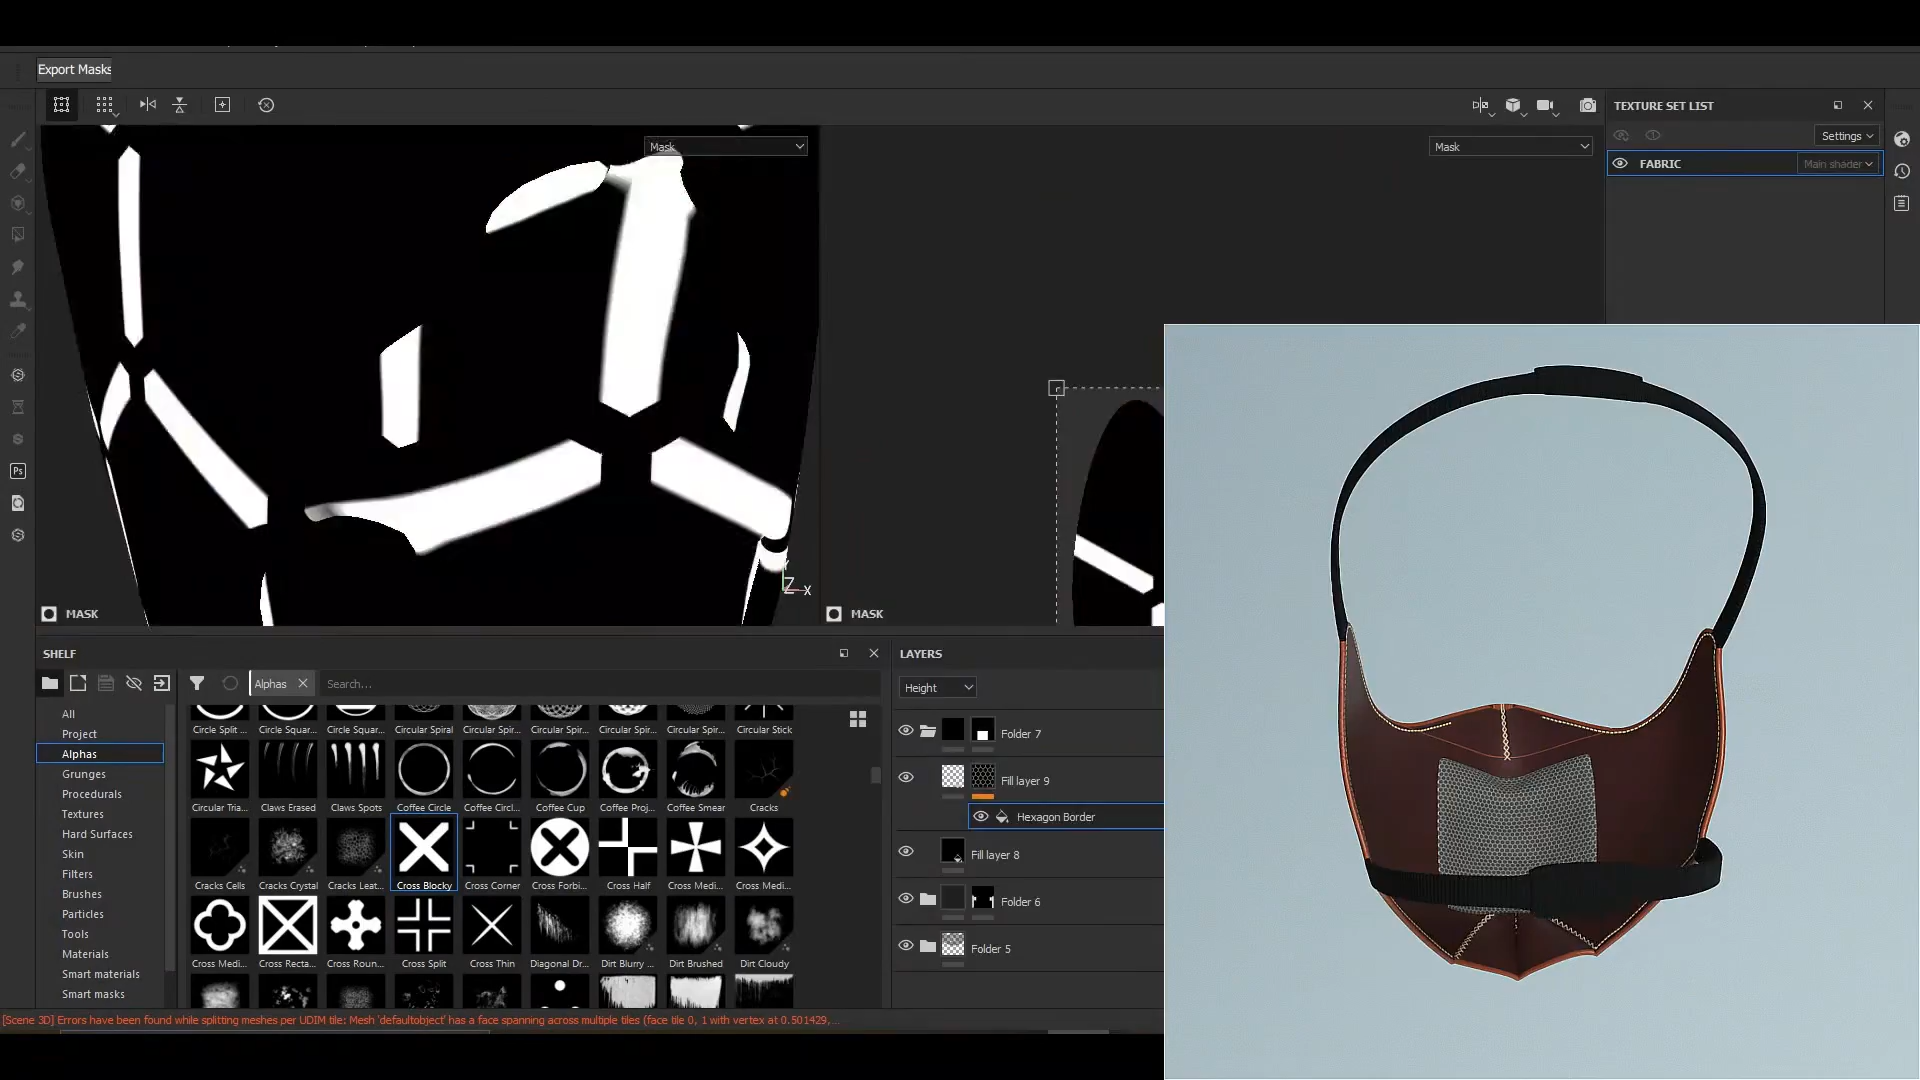 Export Masks
TEXTURE SET LIST
Settings
FABRIC
Main shader
Mask
Mask
Y
Z
X
MASK
MASK
Ps
SHELF
Alphas
Search...
All
Project
Alphas
Grunges
Procedurals
Textures
Hard Surfaces
Skin
Filters
Brushes
Particles
Tools
Materials
Smart materials
Smart masks
Circle Split ...
Circle Squar...
Circle Squar...
Circular Spiral
Circular Spir...
Circular Spir...
Circular Spir...
Circular Spir...
Circular Stick
Circular Tria...
Claws Erased
Claws Spots
Coffee Circle
Coffee Circl...
Coffee Cup
Coffee Proj...
Coffee Smear
Cracks
Cracks Cells
Cracks Crystal
Cracks Leat...
Cross Blocky
Cross Corner
Cross Forbi...
Cross Half
Cross Medi...
Cross Medi...
Cross Medi...
Cross Recta...
Cross Roun...
Cross Split
Cross Thin
Diagonal Dr...
Dirt Blurry ...
Dirt Brushed
Dirt Cloudy
LAYERS
Height
Folder 7
Fill layer 9
Hexagon Border
Fill layer 8
Folder 6
Folder 5
[Scene 3D] Errors have been found while splitting meshes per UDIM tile: Mesh 'defaultobject' has a face spanning across multiple tiles (face tile 0, 1 with vertex at 0.501429,...